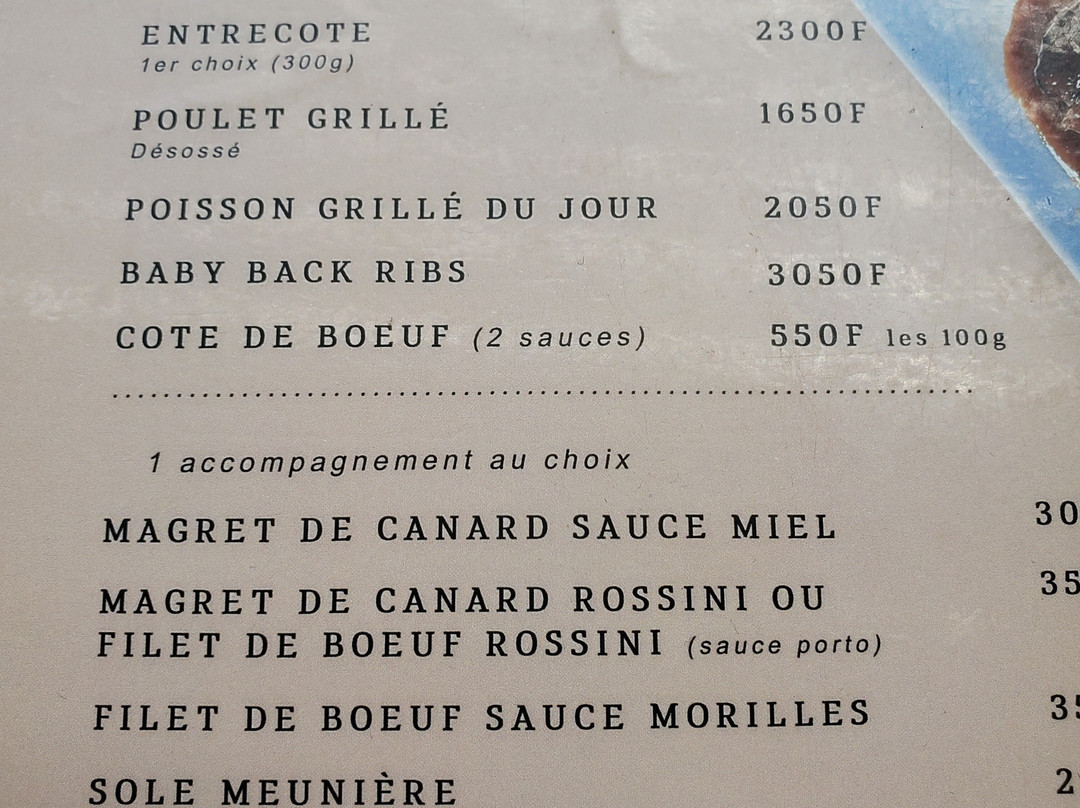 ENTRECOTE 2300F
1er choix (300g)
POULET GRILLÉ 1650F
Désossé
POISSON GRILLÉ DU JOUR 2050F
BABY BACK RIBS 3050F
COTE DE BOEUF (2 sauces) 550F les 100g
1 accompagnement au choix
MAGRET DE CANARD SAUCE MIEL
MAGRET DE CANARD ROSSINI OU
FILET DE BOEUF ROSSINI (sauce porto)
FILET DE BOEUF SAUCE MORILLES
SOLE MEUNIÈRE